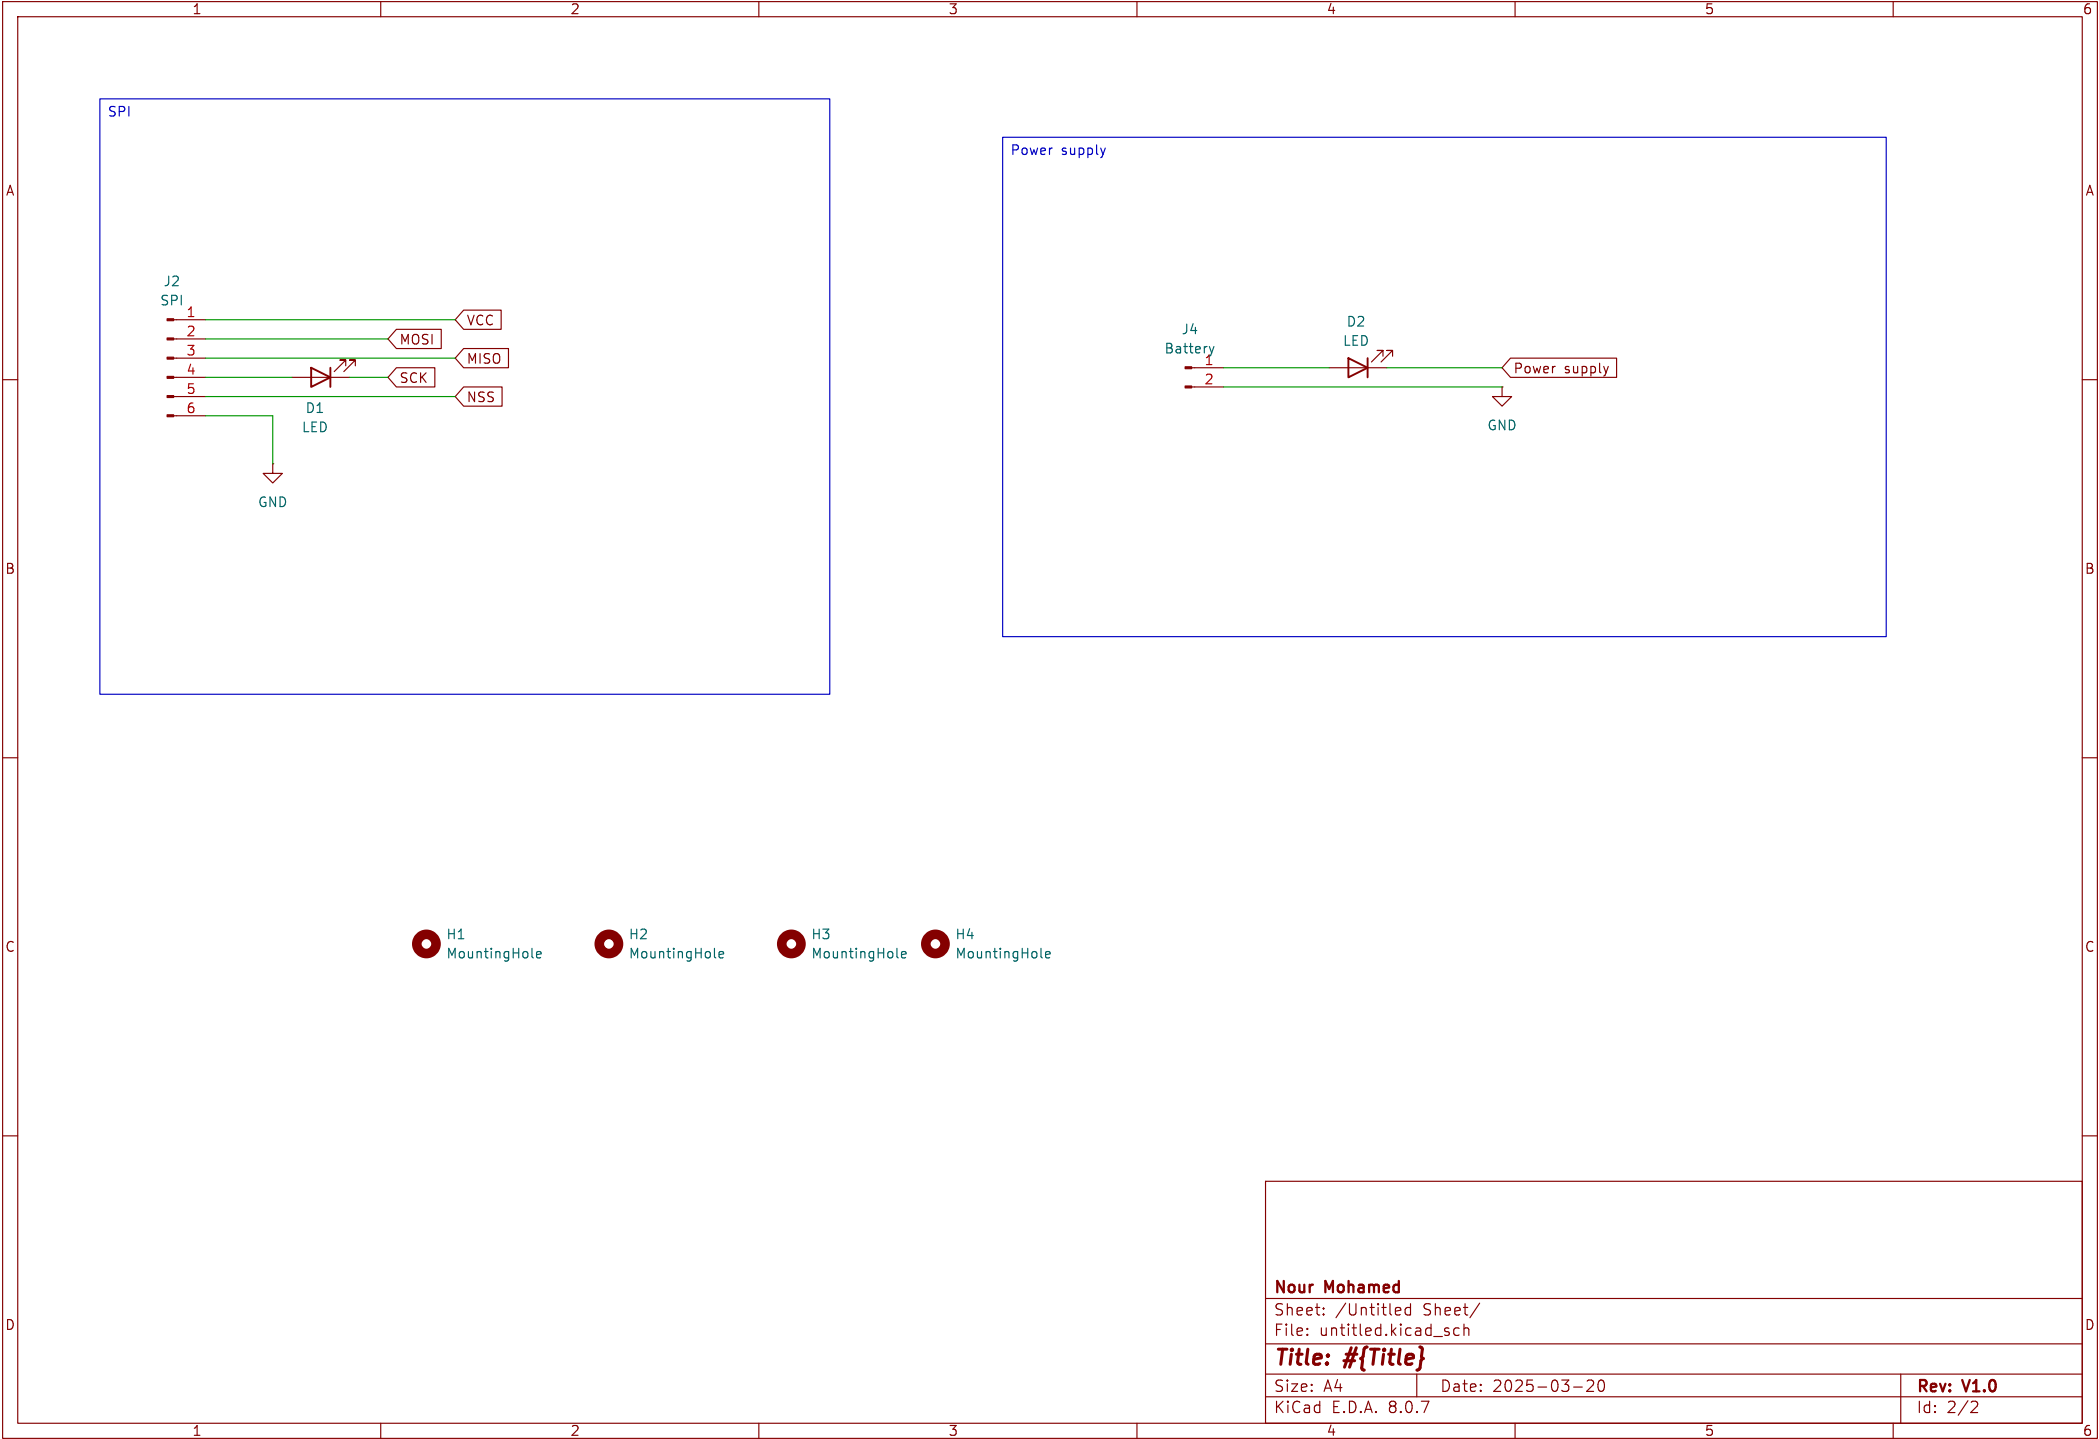 1 2 3 4 5 6
A
B
C
D
A
B
C
D
SPI
J2
SPI
1
2
3
4
5
6
VCC
MOSI
MISO
SCK
NSS
D1
LED
GND
Power supply
J4
Battery
1
2
D2
LED
Power supply
GND
H1
MountingHole
H2
MountingHole
H3
MountingHole
H4
MountingHole
Nour Mohamed
Sheet: /Untitled Sheet/
File: untitled.kicad_sch
Title: #{Title}
Size: A4 Date: 2025-03-20 Rev: V1.0
KiCad E.D.A. 8.0.7 Id: 2/2
1 2 3 4 5 6